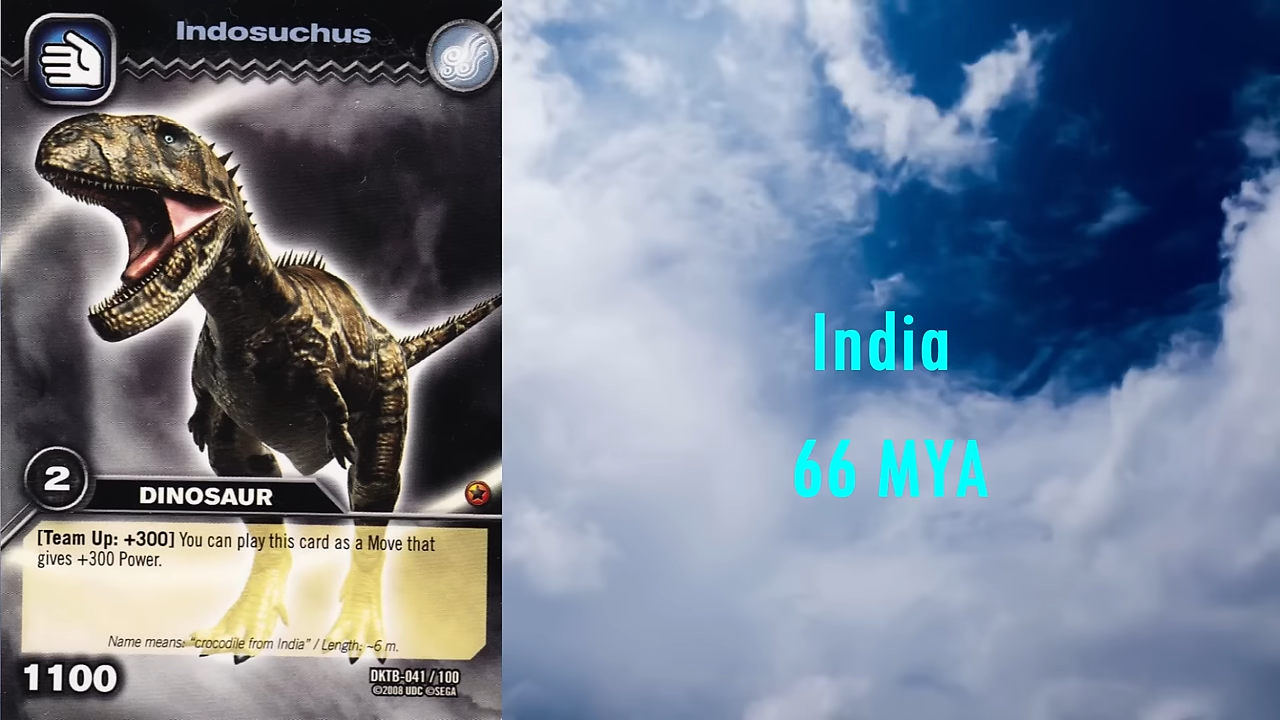 Indosuchus
2
DINOSAUR
[Team Up: +300] You can play this card as a Move that
gives +300 Power.
Name means: "crocodile from India" / Length: ~6 m.
1100
DKTB-041/100
©2008 UDC ©SEGA
India
66 MYA